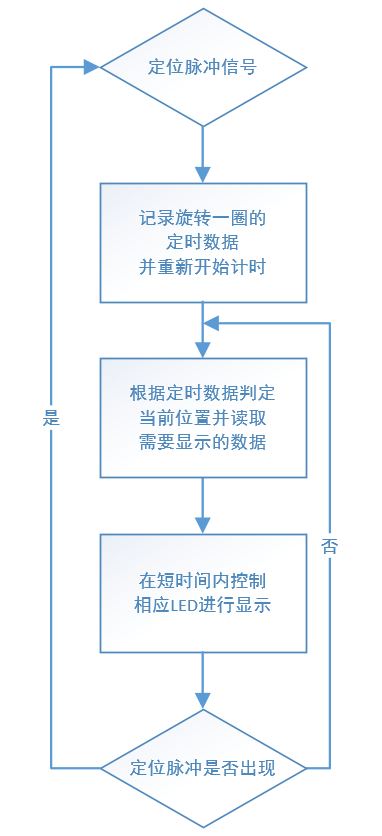 定位脉冲信号
记录旋转一圈的
定时数据
并重新开始计时
根据定时数据判定
当前位置并读取
需要显示的数据
是
否
在短时间内控制
相应LED进行显示
定位脉冲是否出现